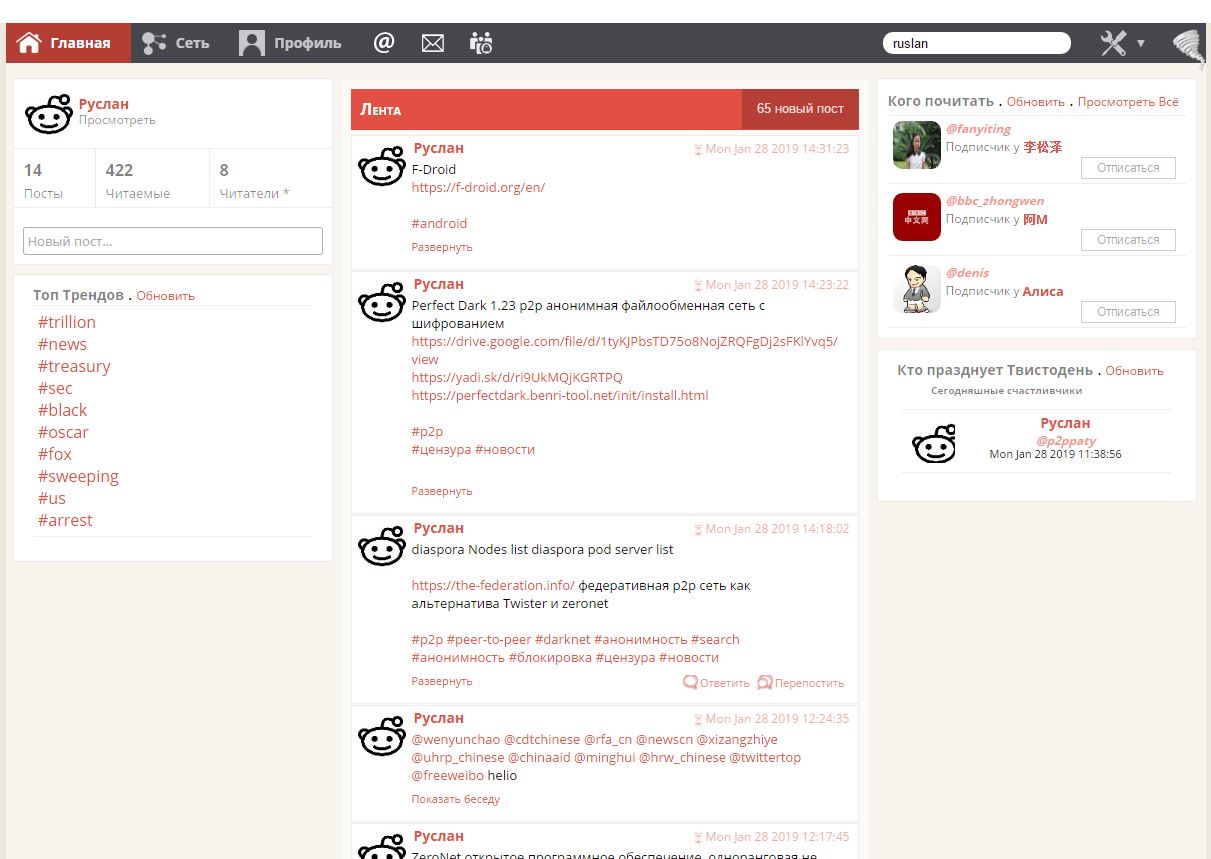 Главная
Сеть
Профиль
@
ruslan
Руслан
Просмотреть
14
Посты
422
Читаемые
8
Читатели *
Новый пост...
Топ Трендов . Обновить
#trillion
#news
#treasury
#sec
#black
#oscar
#fox
#sweeping
#us
#arrest
Лента
65 новый пост
Руслан
Mon Jan 28 2019 14:31:23
F-Droid
https://f-droid.org/en/
#android
Развернуть
Руслан
Mon Jan 28 2019 14:23:22
Perfect Dark 1.23 p2p анонимная файлообменная сеть с
шифрованием
https://drive.google.com/file/d/1tyKJPbsTD75o8NojZRQFgDj2sFKlYvq5/
view
https://yadi.sk/d/ri9UkMQjKGRTPQ
https://perfectdark.benri-tool.net/init/install.html
#p2p
#цензура #новости
Развернуть
Руслан
Mon Jan 28 2019 14:18:02
diaspora Nodes list diaspora pod server list
https://the-federation.info/ федеративная p2p сеть как
альтернатива Twister и zeronet
#p2p #peer-to-peer #darknet #анонимность #search
#анонимность #блокировка #цензура #новости
Развернуть
Ответить
Перепостить
Руслан
Mon Jan 28 2019 12:24:35
@wenyunchao @cdtchinese @rfa_cn @newscn @xizangzhiye
@uhrp_chinese @chinaaid @minghui @hrw_chinese @twittertop
@freeweibo helio
Показать беседу
Руслан
Mon Jan 28 2019 12:17:45
ZeroNet открытое программное обеспечение, одноранговая не
Кого почитать . Обновить . Просмотреть Всё
@fanyiting
Подписчик у 李松泽
Отписаться
BBC
中文网
@bbc_zhongwen
Подписчик у 阿M
Отписаться
@denis
Подписчик у Алиса
Отписаться
Кто празднует Твистодень . Обновить
Сегодняшные счастливчики
Руслан
@p2ppaty
Mon Jan 28 2019 11:38:56